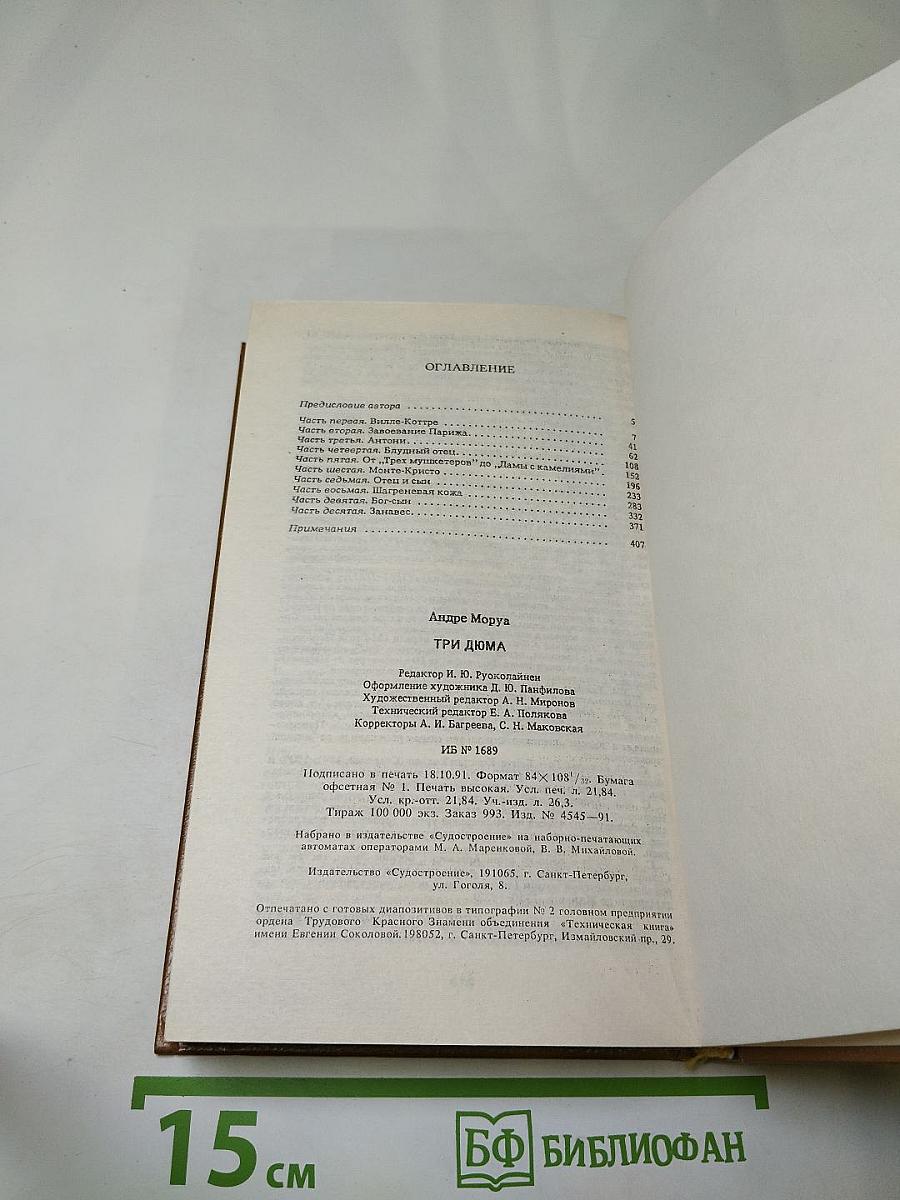 ОГЛАВЛЕНИЕ
Предисловие автора 5
Часть первая. Вилле-Коттре 7
Часть вторая. Завоевание Парижа 41
Часть третья. Антони 62
Часть четвертая. Блудный отец 108
Часть пятая. От „Трех мушкетеров” до „Дамы с камелиями” 152
Часть шестая. Монте-Кристо 196
Часть седьмая. Отец и сын 233
Часть восьмая. Шагреневая кожа 283
Часть девятая. Бог-сын 332
Часть десятая. Занавес 371
Примечания 407
Андре Моруа
ТРИ ДЮМА
Редактор И. Ю. Руоколайнен
Оформление художника Д. Ю. Панфилова
Художественный редактор А. Н. Миронов
Технический редактор Е. А. Полякова
Корректоры А. И. Багреева, С. Н. Маковская
ИБ № 1689
Подписано в печать 18.10.91. Формат 84×108¹/₃₂. Бумага
офсетная № 1. Печать высокая. Усл. печ. л. 21,84.
Усл. кр.-отт. 21,84. Уч.-изд. л. 26,3.
Тираж 100 000 экз. Заказ 993. Изд. № 4545—91.
Набрано в издательстве «Судостроение» на наборно-печатающих
автоматах операторами М. А. Маренковой, В. В. Михайловой.
Издательство «Судостроение», 191065, г. Санкт-Петербург,
ул. Гоголя, 8.
Отпечатано с готовых диапозитивов в типографии № 2 головном предприятии
ордена Трудового Красного Знамени объединения «Техническая книга»
имени Евгении Соколовой. 198052, г. Санкт-Петербург, Измайловский пр., 29.
15 см
БФ БИБЛИОФАН